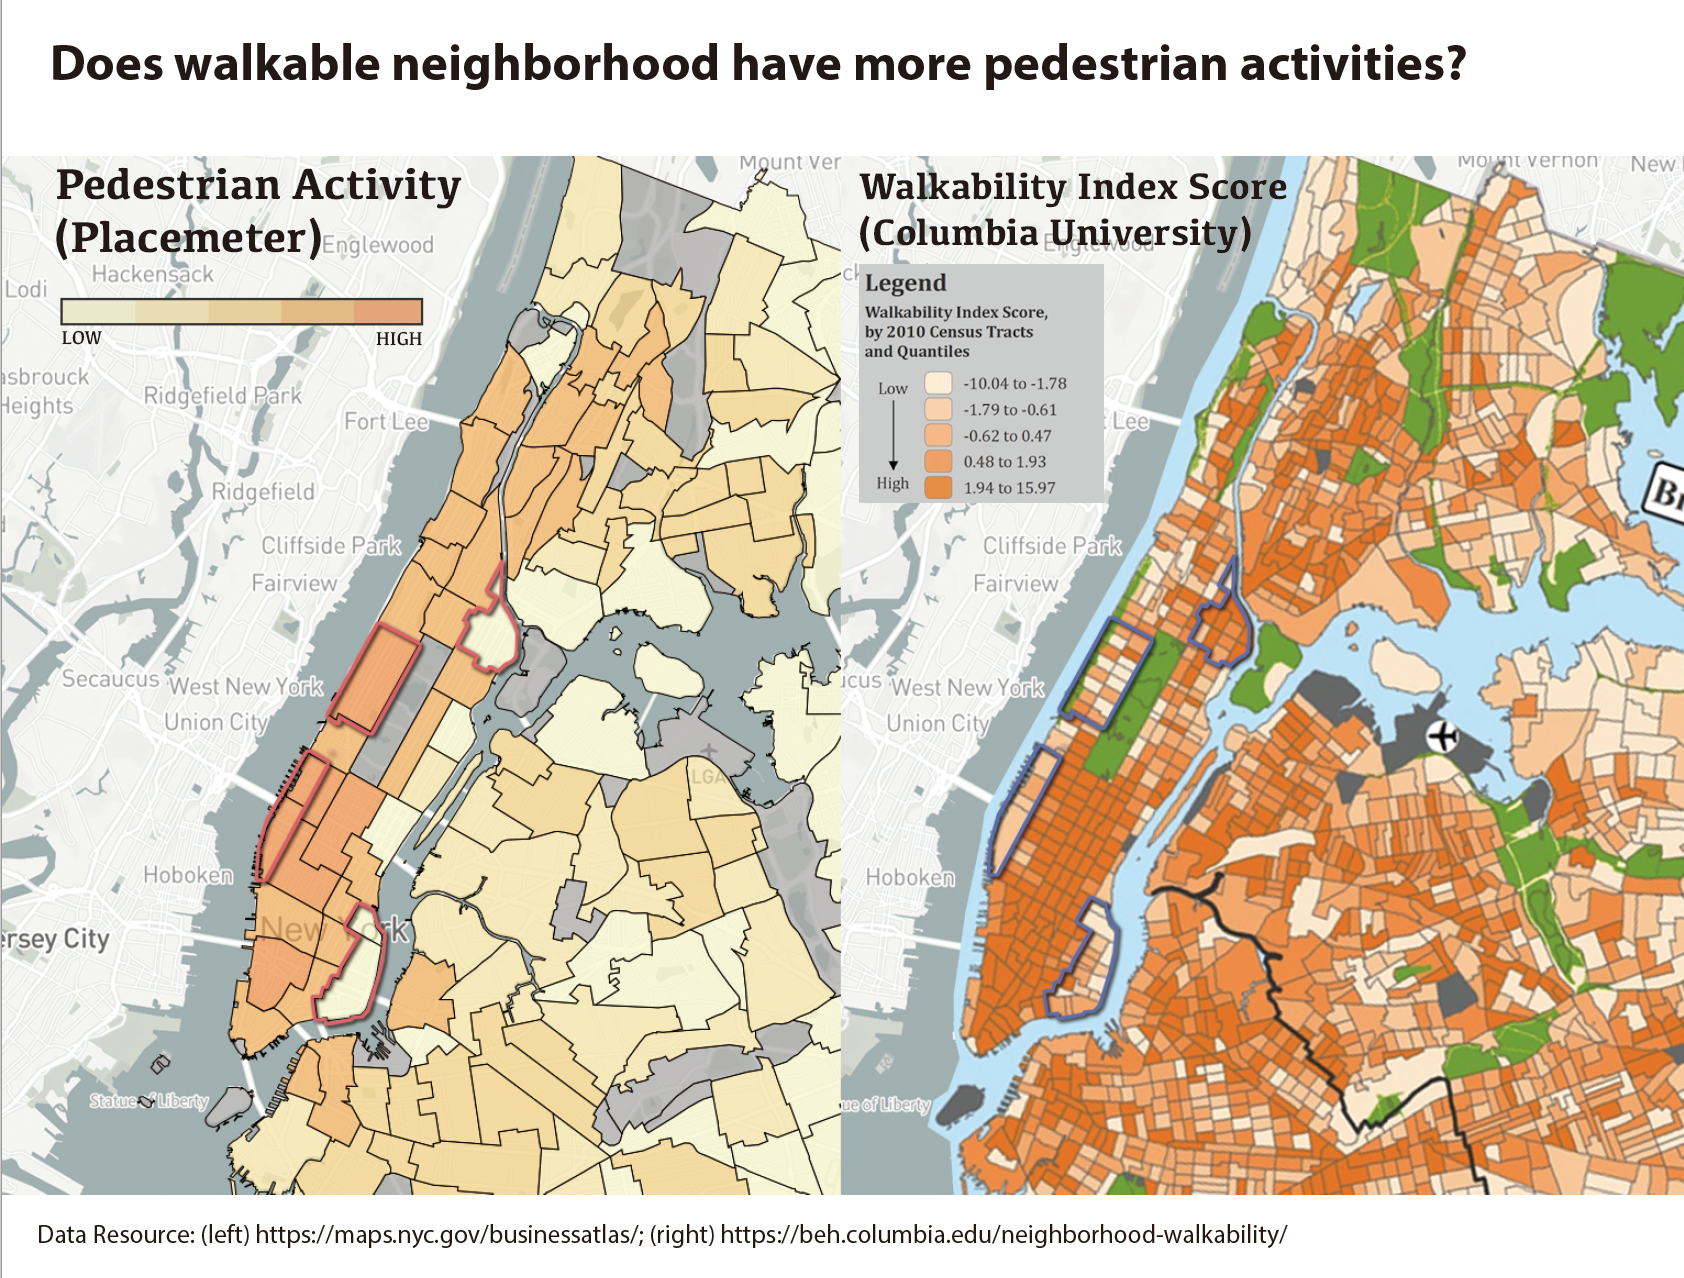 Does walkable neighborhood have more pedestrian activities?
Pedestrian Activity
(Placemeter)
LOW
HIGH
Englewood
Hackensack
Lodi
asbrouck
Heights
Ridgefield Park
Fort Lee
Ridgefield
Cliffside Park
Fairview
Secaucus
West New York
Union City
Hoboken
New York
ersey City
Statue of Liberty
LGA
Mount Ver
Walkability Index Score
(Columbia University)
Englewood
Legend
Walkability Index Score,
by 2010 Census Tracts
and Quantiles
Low
High
-10.04 to -1.78
-1.79 to -0.61
-0.62 to 0.47
0.48 to 1.93
1.94 to 15.97
Mount Vernon
New
Lee
Br
Cliffside Park
Fairview
ucus
West New York
Union City
Hoboken
ue of Liberty
Data Resource: (left) https://maps.nyc.gov/businessatlas/; (right) https://beh.columbia.edu/neighborhood-walkability/